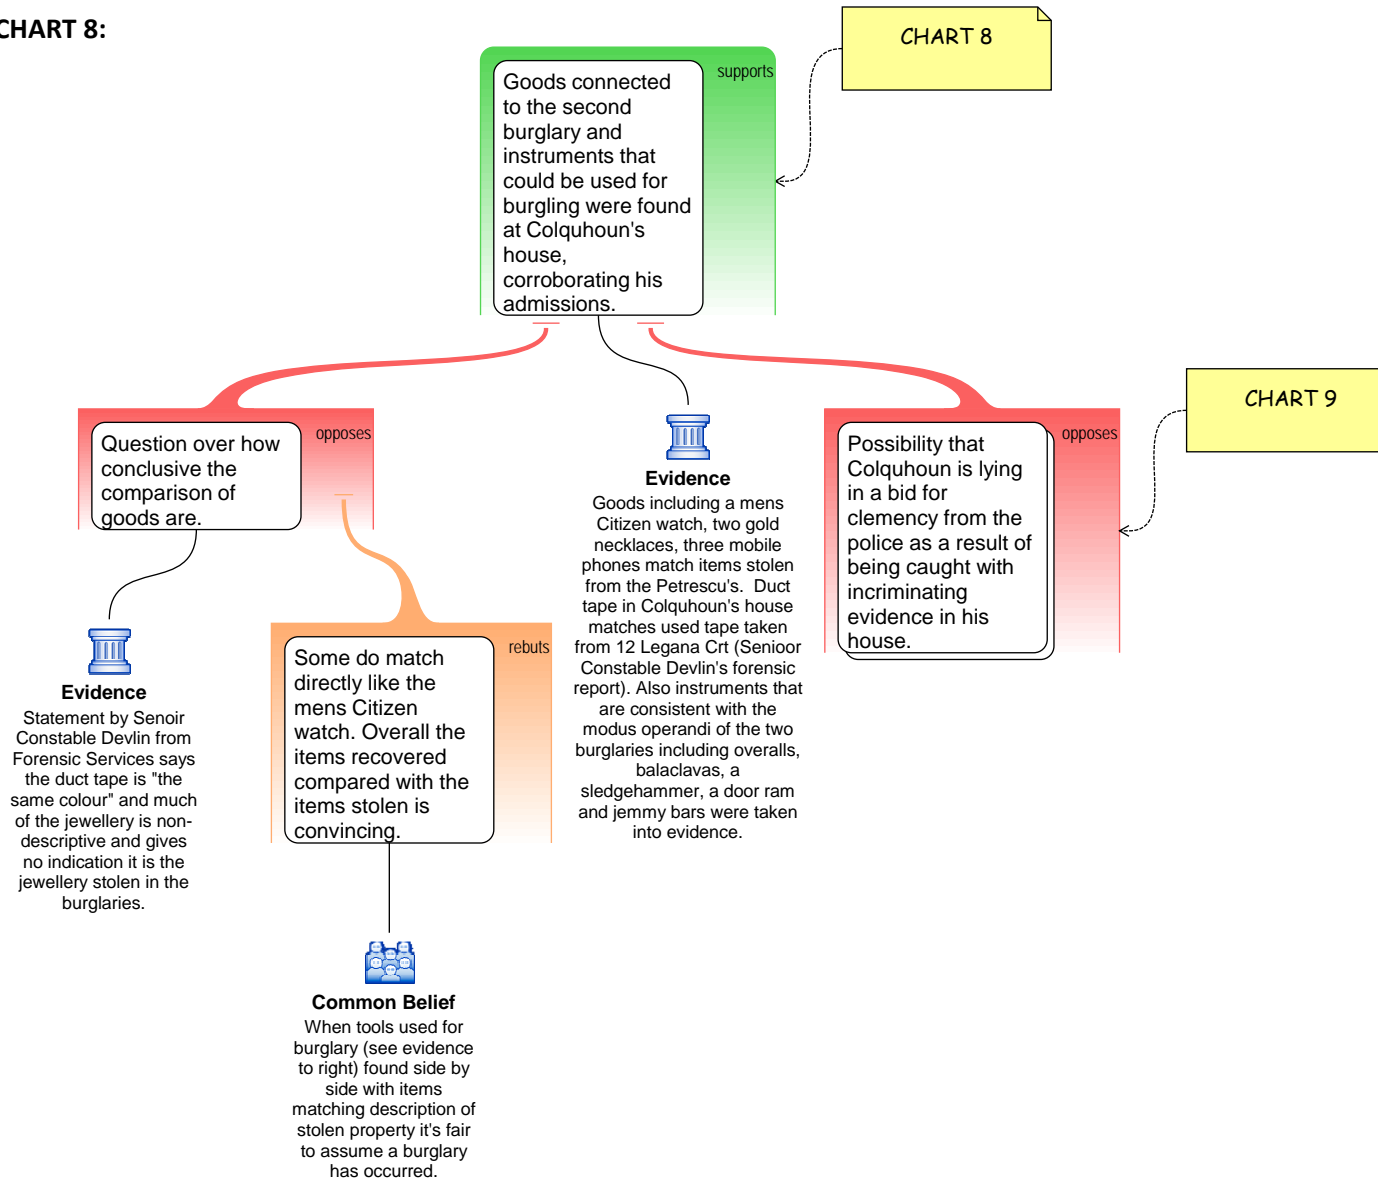 CHART 8:
CHART 8
supports
Goods connected
to the second
burglary and
instruments that
could be used for
burgling were found
at Colquhoun's
house,
corroborating his
admissions.
CHART 9
opposes
Question over how
conclusive the
comparison of
goods are.
Evidence
Statement by Senoir
Constable Devlin from
Forensic Services says
the duct tape is "the
same colour" and much
of the jewellery is non-
descriptive and gives
no indication it is the
jewellery stolen in the
burglaries.
rebuts
Some do match
directly like the
mens Citizen
watch. Overall the
items recovered
compared with the
items stolen is
convincing.
Common Belief
When tools used for
burglary (see evidence
to right) found side by
side with items
matching description of
stolen property it's fair
to assume a burglary
has occurred.
Evidence
Goods including a mens
Citizen watch, two gold
necklaces, three mobile
phones match items stolen
from the Petrescu's.  Duct
tape in Colquhoun's house
matches used tape taken
from 12 Legana Crt (Senioor
Constable Devlin's forensic
report). Also instruments that
are consistent with the
modus operandi of the two
burglaries including overalls,
balaclavas, a
sledgehammer, a door ram
and jemmy bars were taken
into evidence.
opposes
Possibility that
Colquhoun is lying
in a bid for
clemency from the
police as a result of
being caught with
incriminating
evidence in his
house.